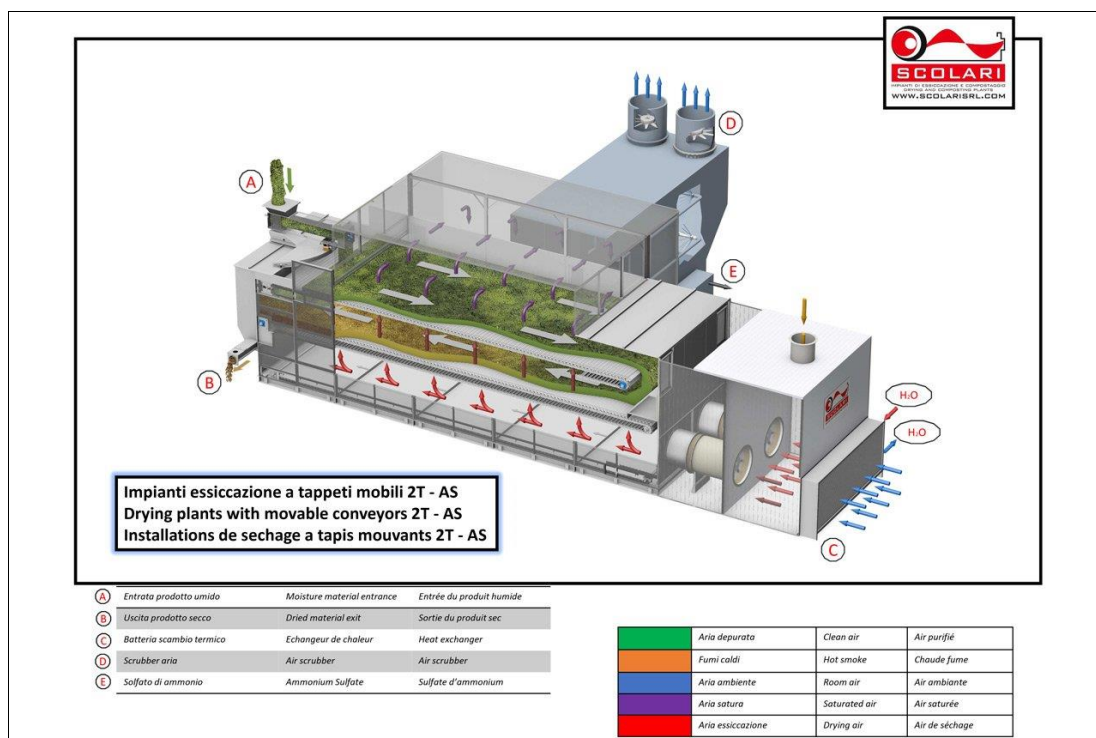 SCOLARI
IMPIANTI DI ESSICCAZIONE E COMPOSTAGGIO
DRYING AND COMPOSTING PLANTS
WWW.SCOLARISRL.COM
D
A
E
B
H₂O
H₂O
C
Impianti essiccazione a tappeti mobili 2T - AS
Drying plants with movable conveyors 2T - AS
Installations de sechage a tapis mouvants 2T - AS
A Entrata prodotto umido Moisture material entrance Entrée du produit humide
B Uscita prodotto secco Dried material exit Sortie du produit sec
C Batteria scambio termico Echangeur de chaleur Heat exchanger
D Scrubber aria Air scrubber Air scrubber
E Solfato di ammonio Ammonium Sulfate Sulfate d'ammonium
Aria depurata Clean air Air purifié
Fumi caldi Hot smoke Chaude fume
Aria ambiente Room air Air ambiante
Aria satura Saturated air Air saturée
Aria essiccazione Drying air Air de séchage